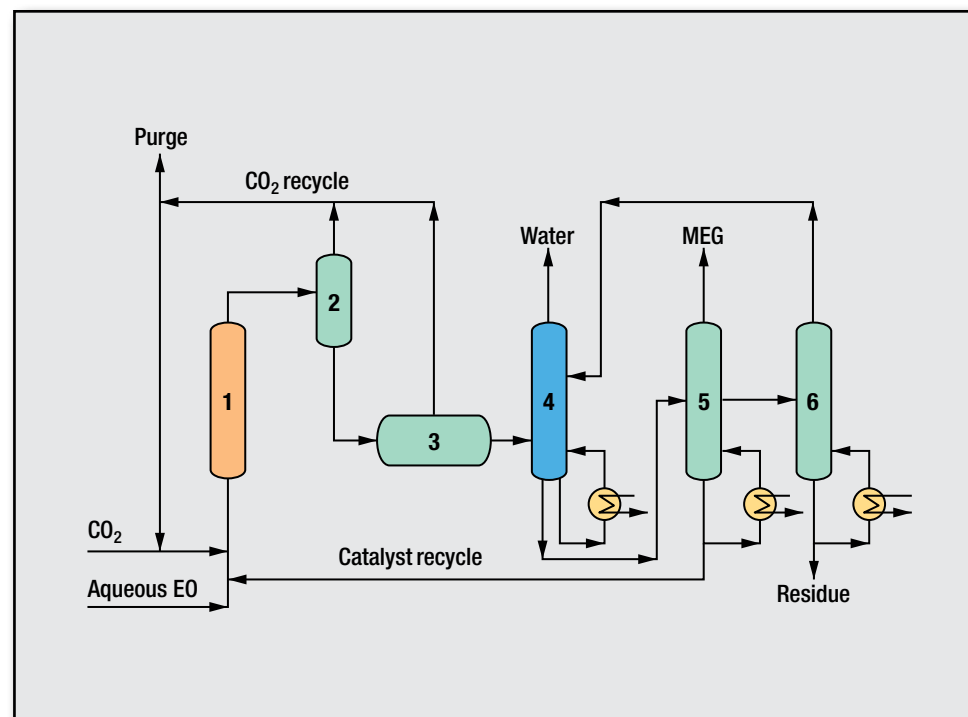 Purge
CO₂ recycle
Water
MEG
2
1
4
5
6
3
CO₂
Catalyst recycle
Aqueous EO
Residue